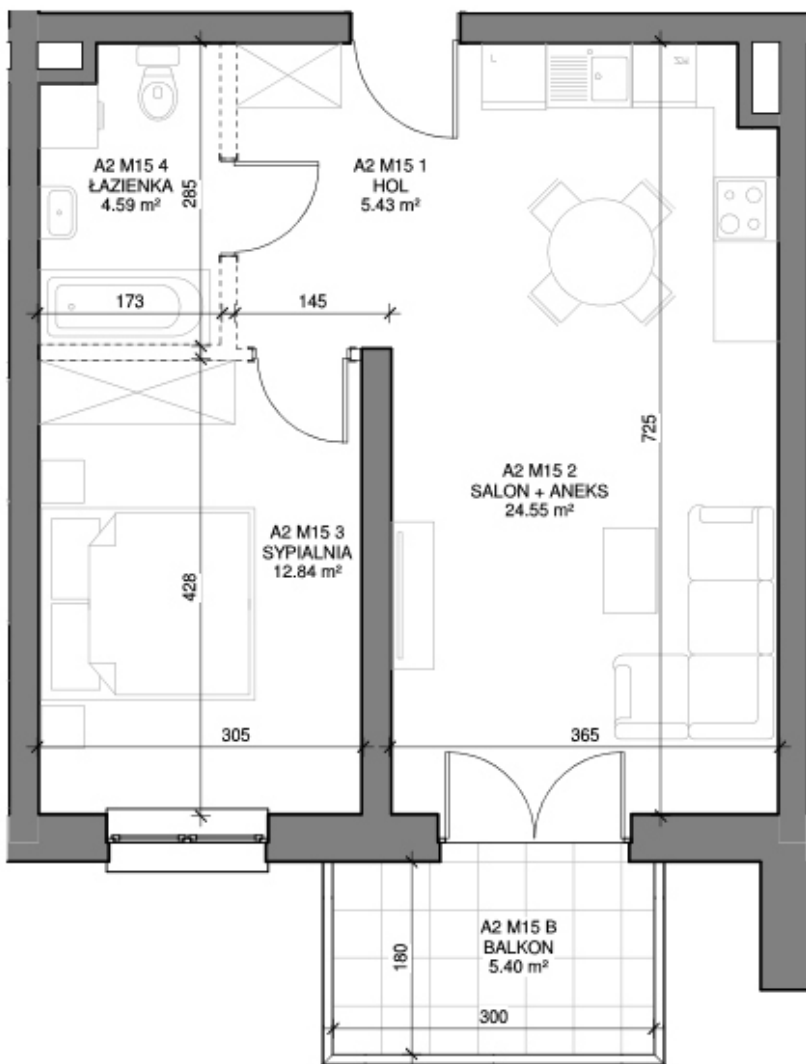 L
ZM
A2 M15 4
ŁAZIENKA
4.59 m²
A2 M15 1
HOL
5.43 m²
285
173
145
725
A2 M15 2
SALON + ANEKS
24.55 m²
A2 M15 3
SYPIALNIA
12.84 m²
428
305
365
A2 M15 B
BALKON
5.40 m²
180
300